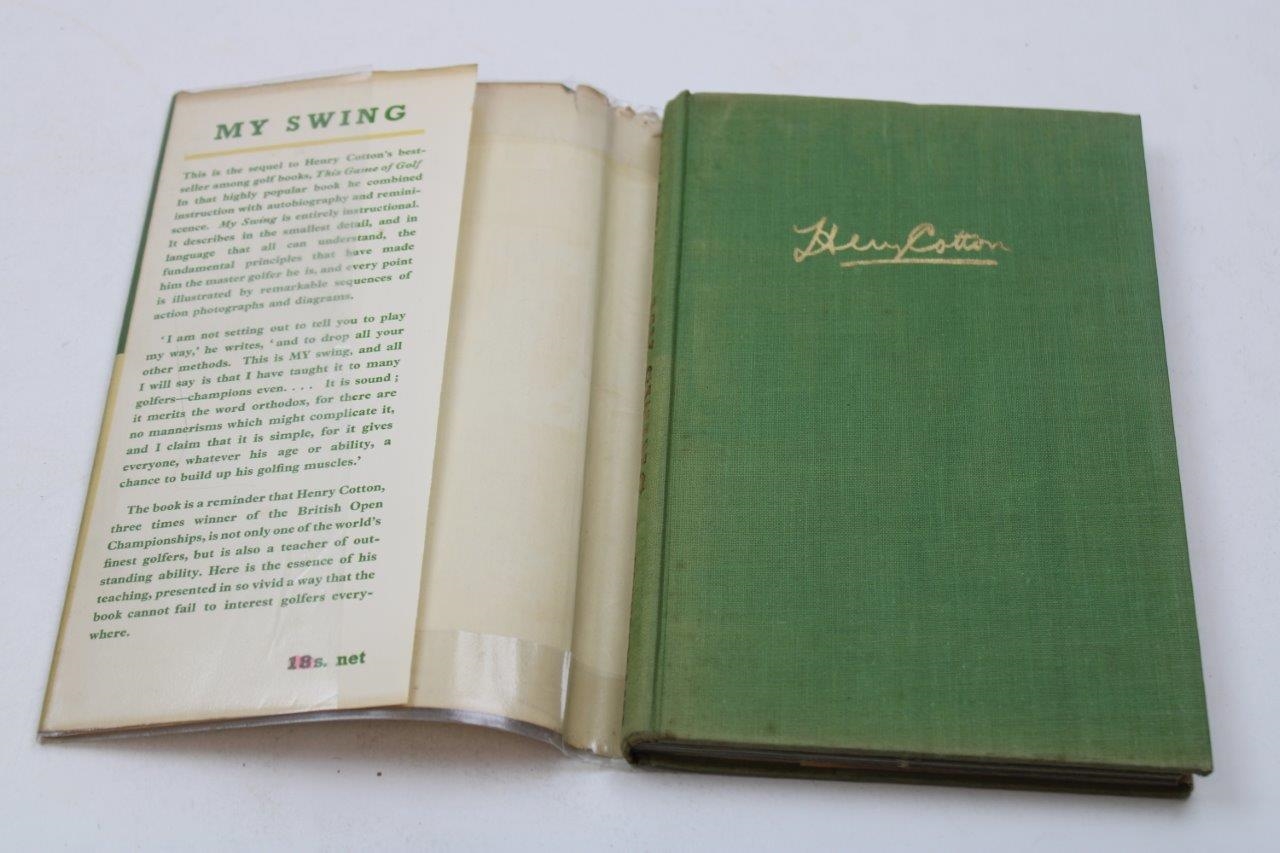 MY SWING
This is the sequel to Henry Cotton's best-
seller among golf books, This Game of Golf
In that highly popular book he combined
instruction with autobiography and remini-
scence. My Swing is entirely instructional.
It describes in the smallest detail, and in
language that all can understand, the
fundamental principles that have made
him the master golfer he is, and every point
is illustrated by remarkable sequences of
action photographs and diagrams.
'I am not setting out to tell you to play
my way,' he writes, 'and to drop all your
other methods. This is MY swing, and all
I will say is that I have taught it to many
golfers—champions even. . . . It is sound ;
it merits the word orthodox, for there are
no mannerisms which might complicate it,
and I claim that it is simple, for it gives
everyone, whatever his age or ability, a
chance to build up his golfing muscles.'
The book is a reminder that Henry Cotton,
three times winner of the British Open
Championships, is not only one of the world's
finest golfers, but is also a teacher of out-
standing ability. Here is the essence of his
teaching, presented in so vivid a way that the
book cannot fail to interest golfers every-
where.
18s. net
Henry Cotton